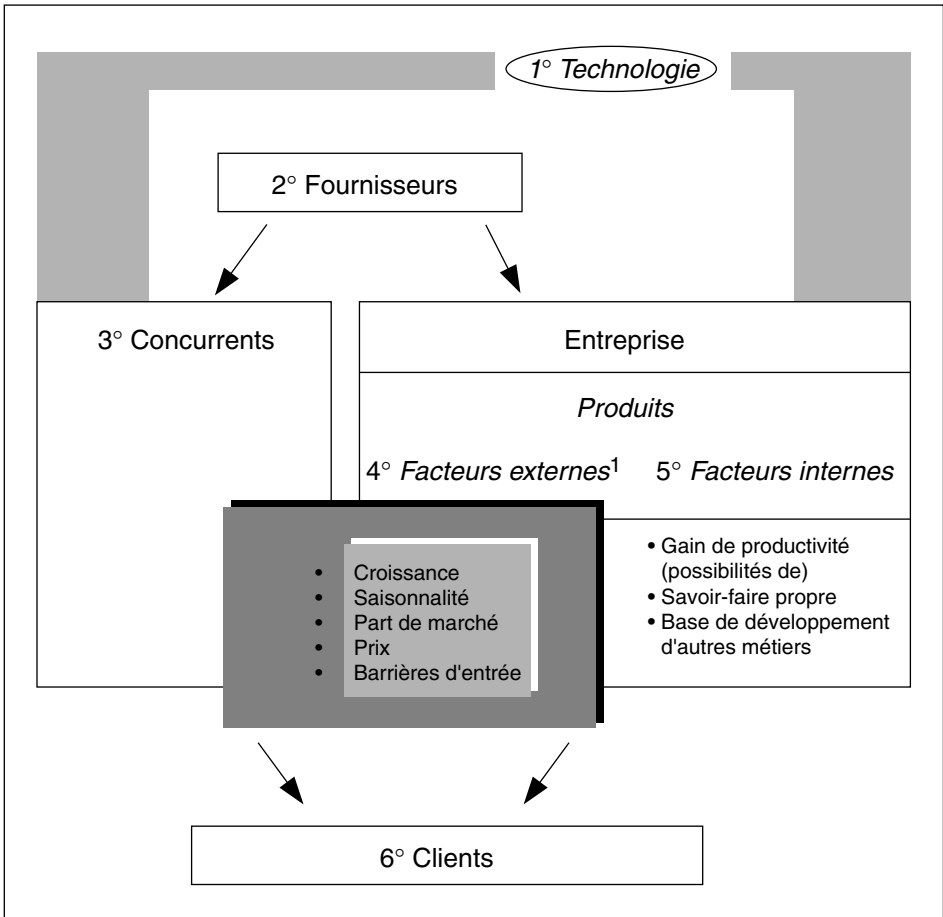 1° Technologie
2° Fournisseurs
3° Concurrents
Entreprise
Produits
4° Facteurs externes¹
5° Facteurs internes
• Croissance
• Saisonnalité
• Part de marché
• Prix
• Barrières d'entrée
• Gain de productivité
(possibilités de)
• Savoir-faire propre
• Base de développement
d'autres métiers
6° Clients